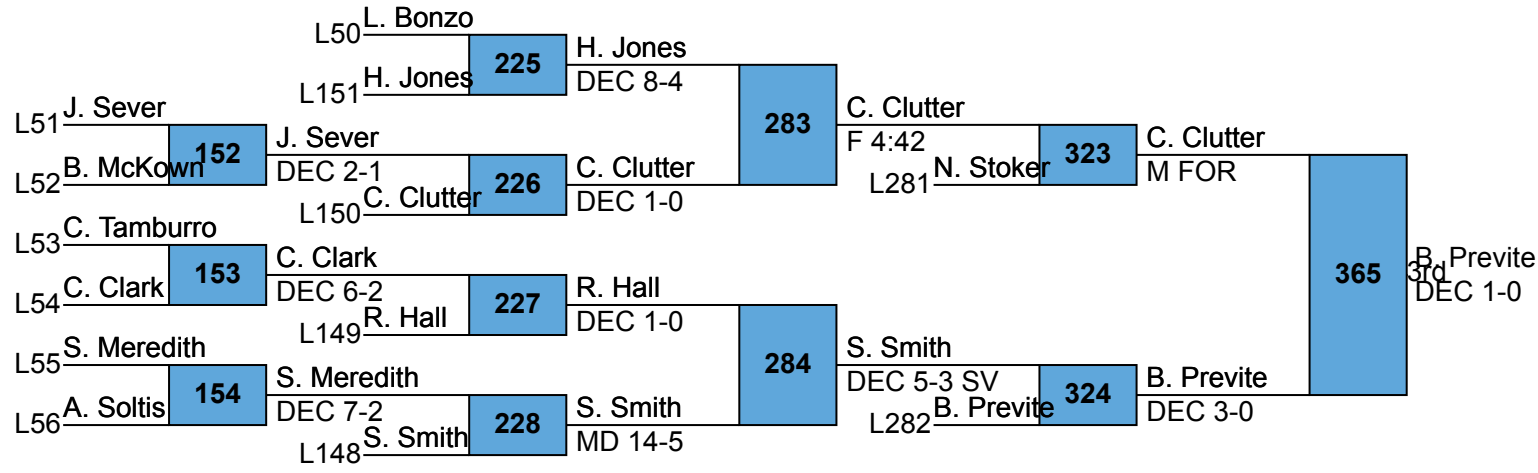 L. Bonzo
L50
225
H. Jones
DEC 8-4
H. Jones
L151
J. Sever
L51
152
J. Sever
DEC 2-1
B. McKown
L52
226
C. Clutter
DEC 1-0
C. Clutter
L150
283
C. Clutter
F 4:42
N. Stoker
L281
323
C. Clutter
M FOR
C. Tamburro
L53
153
C. Clark
DEC 6-2
C. Clark
L54
227
R. Hall
DEC 1-0
R. Hall
L149
S. Meredith
L55
154
S. Meredith
DEC 7-2
A. Soltis
L56
228
S. Smith
MD 14-5
S. Smith
L148
284
S. Smith
DEC 5-3 SV
B. Previte
L282
324
B. Previte
DEC 3-0
365
B. Previte
3rd
DEC 1-0